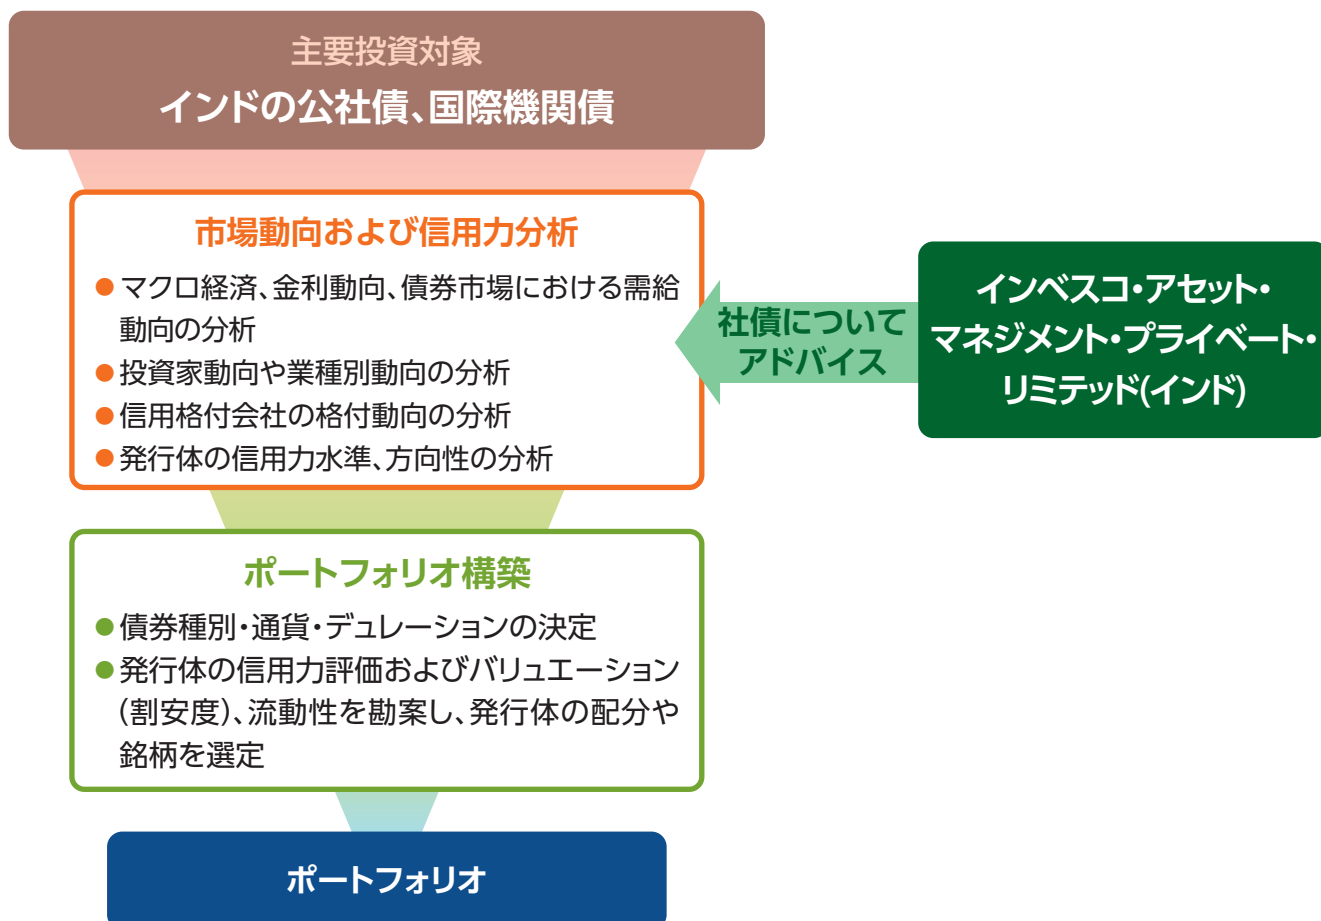 主要投資対象
インドの公社債、国際機関債
市場動向および信用力分析
●マクロ経済、金利動向、債券市場における需給
動向の分析
●投資家動向や業種別動向の分析
●信用格付会社の格付動向の分析
●発行体の信用力水準、方向性の分析
社債について
アドバイス
インベスコ・アセット・
マネジメント・プライベート・
リミテッド(インド)
ポートフォリオ構築
●債券種別・通貨・デュレーションの決定
●発行体の信用力評価およびバリュエーション
(割安度)、流動性を勘案し、発行体の配分や
銘柄を選定
ポートフォリオ